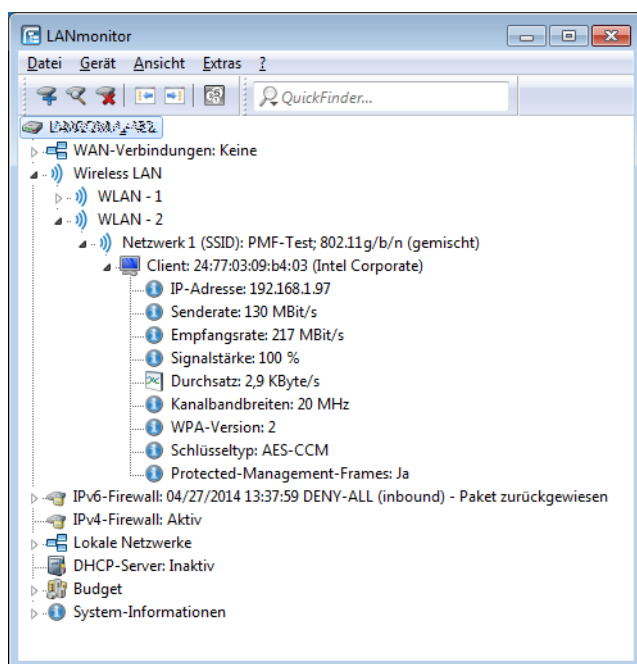 LANmonitor
Datei Gerät Ansicht Extras ?
QuickFinder...
WAN-Verbindungen: Keine
Wireless LAN
WLAN - 1
WLAN - 2
Netzwerk 1 (SSID): PMF-Test; 802.11g/b/n (gemischt)
Client: 24:77:03:09:b4:03 (Intel Corporate)
IP-Adresse: 192.168.1.97
Senderate: 130 MBit/s
Empfangsrate: 217 MBit/s
Signalstärke: 100 %
Durchsatz: 2,9 KByte/s
Kanalbandbreiten: 20 MHz
WPA-Version: 2
Schlüsseltyp: AES-CCM
Protected-Management-Frames: Ja
IPv6-Firewall: 04/27/2014 13:37:59 DENY-ALL (inbound) - Paket zurückgewiesen
IPv4-Firewall: Aktiv
Lokale Netzwerke
DHCP-Server: Inaktiv
Budget
System-Informationen